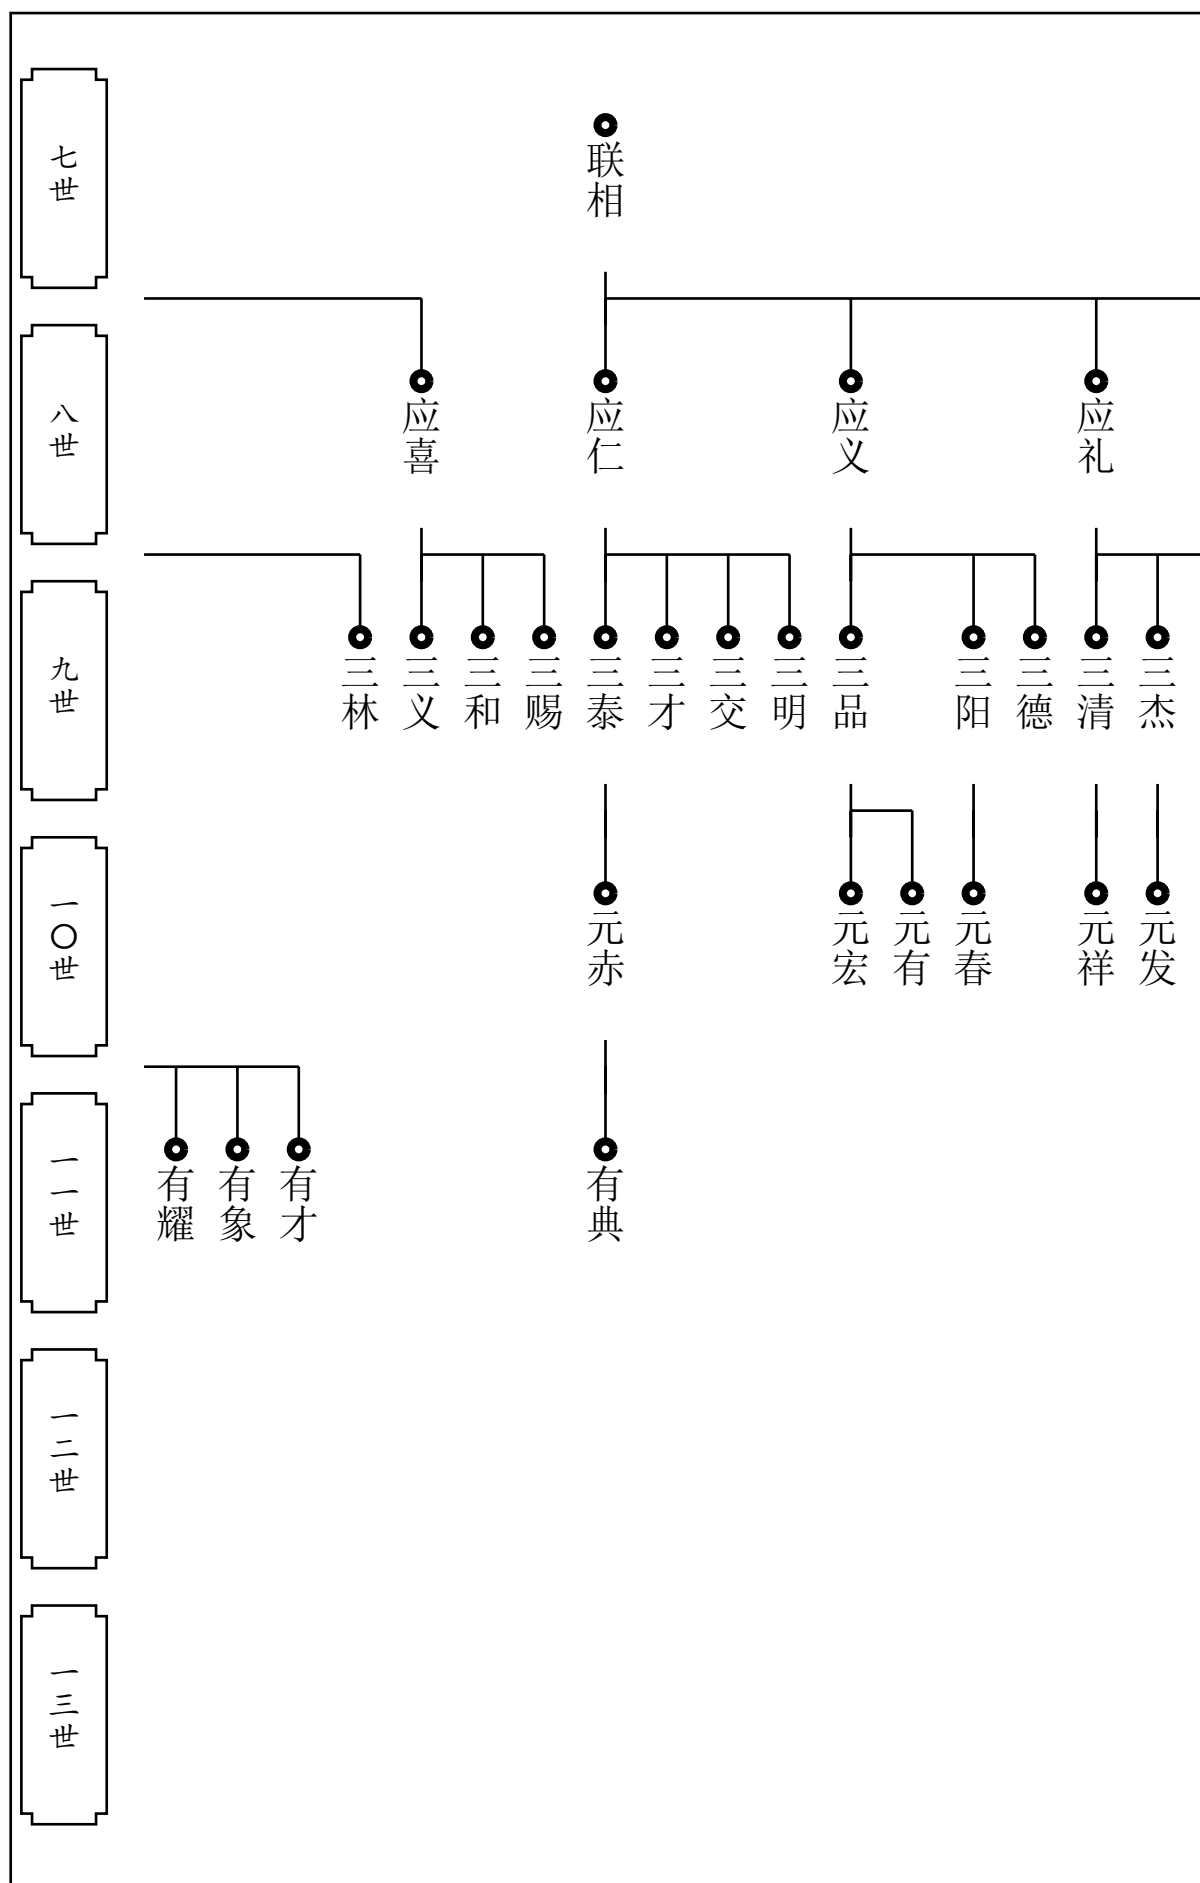 七世
联相
八世
应喜
应仁
应义
应礼
九世
三林
三义
三和
三赐
三泰
三才
三交
三明
三品
三阳
三德
三清
三杰
一〇世
元赤
元宏
元有
元春
元祥
元发
一一世
有耀
有象
有才
有典
一二世
一三世